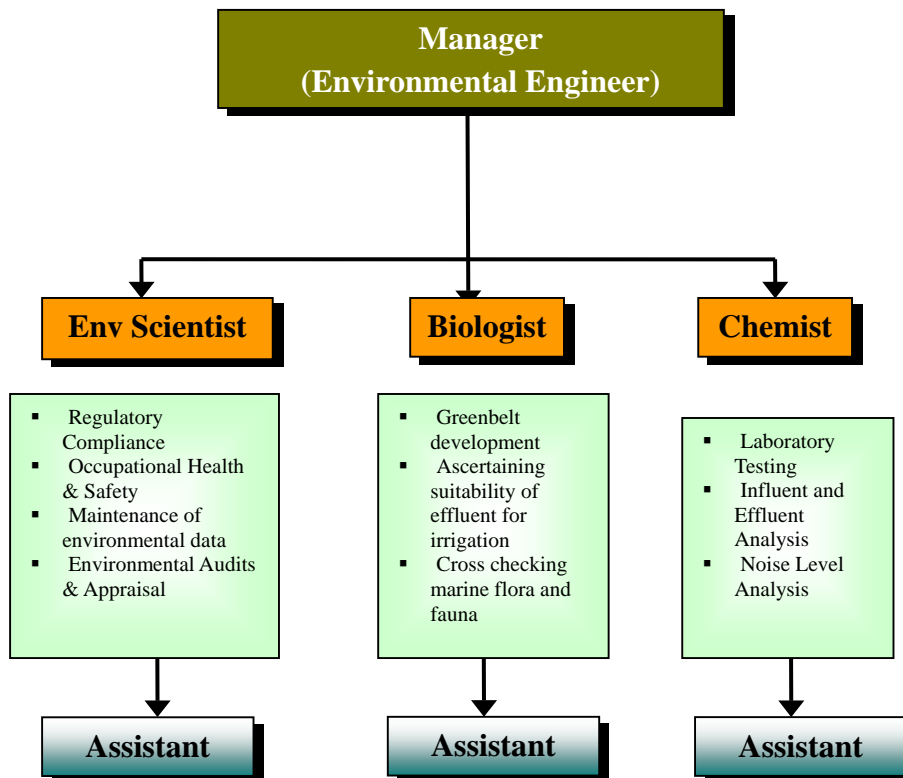 Manager
(Environmental Engineer)
Env Scientist
Biologist
Chemist
▪ Regulatory
Compliance
▪ Occupational Health
& Safety
▪ Maintenance of
environmental data
▪ Environmental Audits
& Appraisal
▪ Greenbelt
development
▪ Ascertaining
suitability of
effluent for
irrigation
▪ Cross checking
marine flora and
fauna
▪ Laboratory
Testing
▪ Influent and
Effluent
Analysis
▪ Noise Level
Analysis
Assistant
Assistant
Assistant